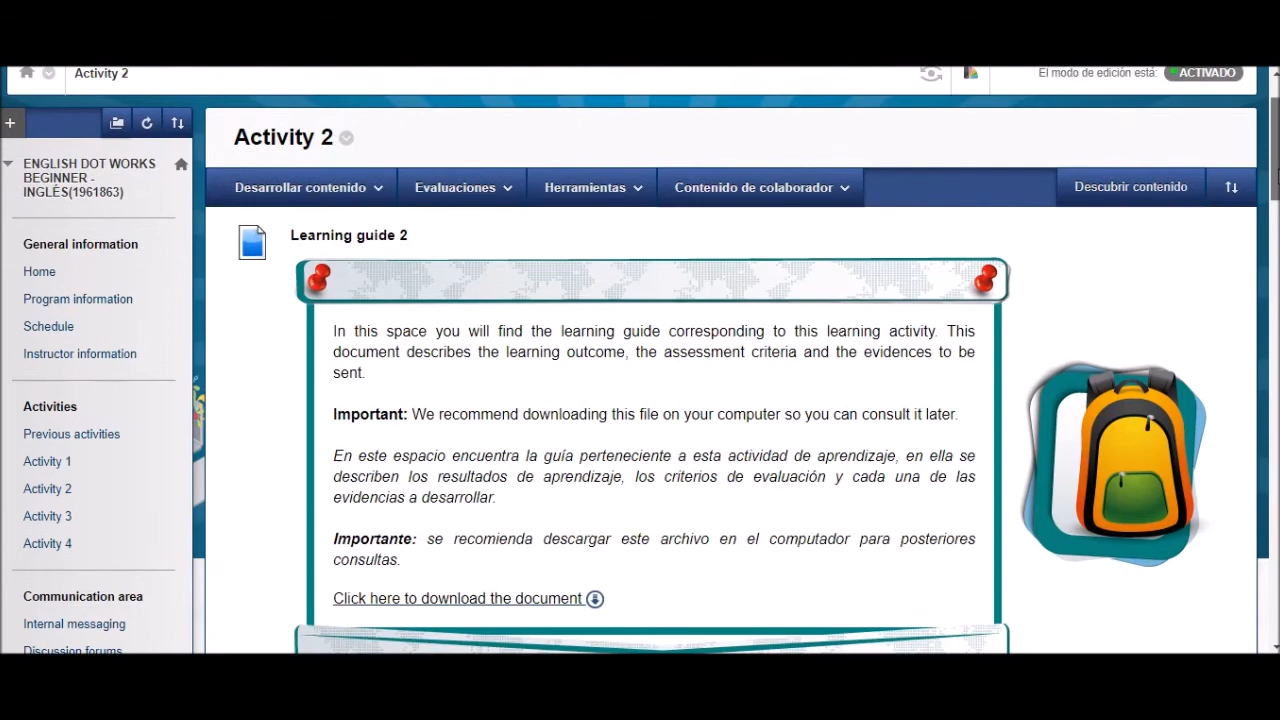 Activity 2
El modo de edición está:
ACTIVADO
ENGLISH DOT WORKS
BEGINNER -
INGLÉS(1961863)
General information
Home
Program information
Schedule
Instructor information
Activities
Previous activities
Activity 1
Activity 2
Activity 3
Activity 4
Communication area
Internal messaging
Discussion forums
Activity 2
Desarrollar contenido
Evaluaciones
Herramientas
Contenido de colaborador
Descubrir contenido
Learning guide 2
In this space you will find the learning guide corresponding to this learning activity. This
document describes the learning outcome, the assessment criteria and the evidences to be
sent.
Important: We recommend downloading this file on your computer so you can consult it later.
En este espacio encuentra la guía perteneciente a esta actividad de aprendizaje, en ella se
describen los resultados de aprendizaje, los criterios de evaluación y cada una de las
evidencias a desarrollar.
Importante: se recomienda descargar este archivo en el computador para posteriores
consultas.
Click here to download the document